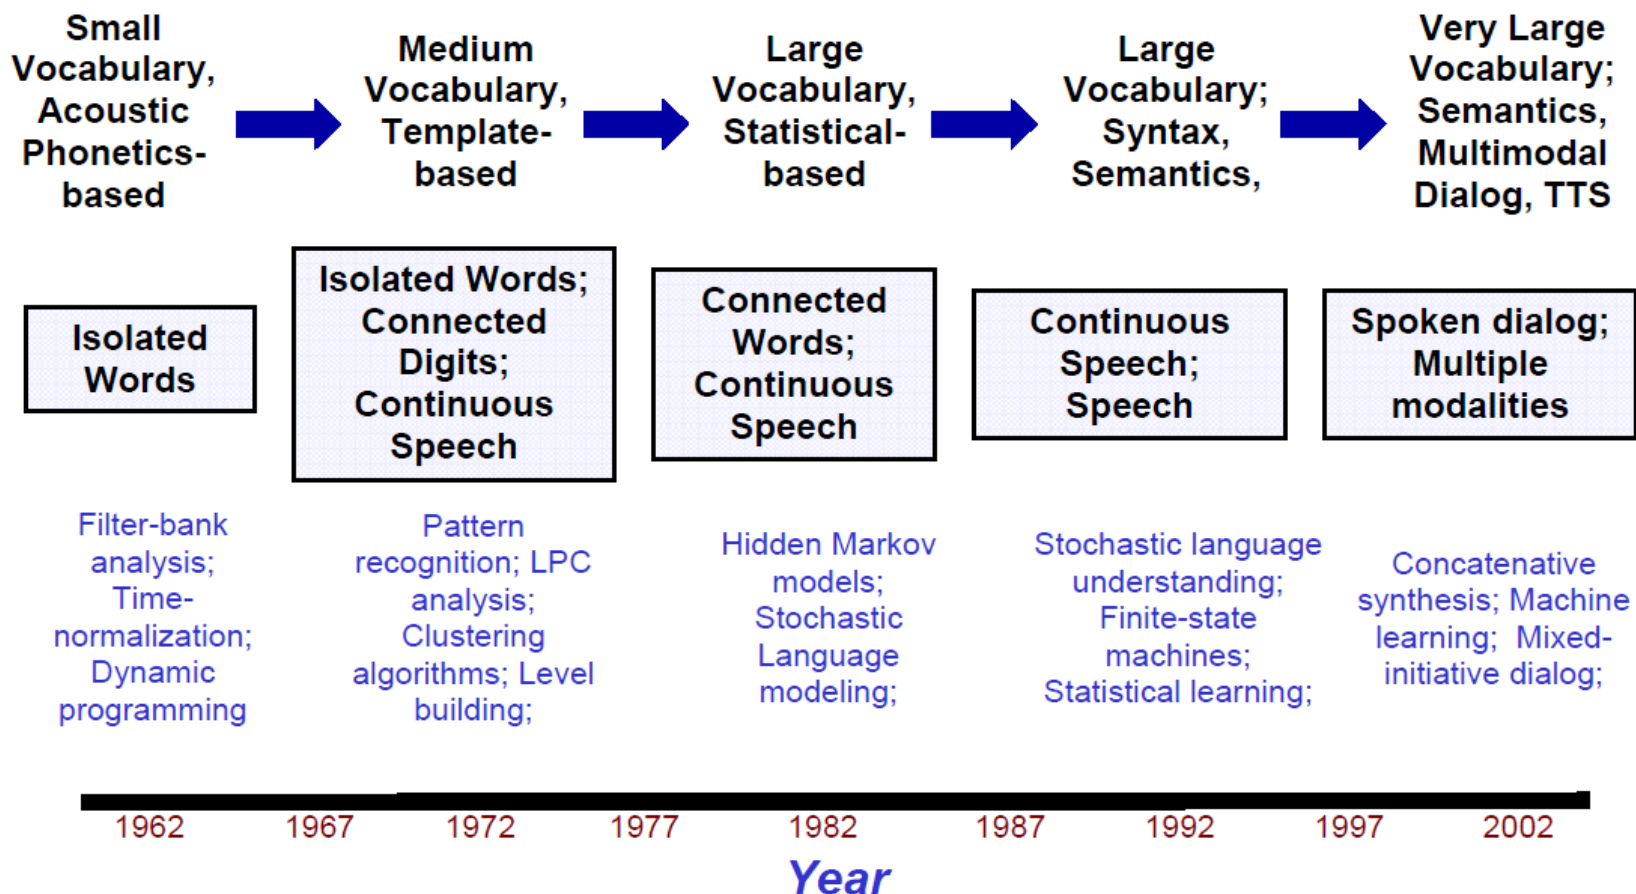 Small
Vocabulary,
Acoustic
Phonetics-
based
Medium
Vocabulary,
Template-
based
Large
Vocabulary,
Statistical-
based
Large
Vocabulary;
Syntax,
Semantics,
Very Large
Vocabulary;
Semantics,
Multimodal
Dialog, TTS
Isolated
Words
Isolated Words;
Connected
Digits;
Continuous
Speech
Connected
Words;
Continuous
Speech
Continuous
Speech;
Speech
Spoken dialog;
Multiple
modalities
Filter-bank
analysis;
Time-
normalization;
Dynamic
programming
Pattern
recognition; LPC
analysis;
Clustering
algorithms; Level
building;
Hidden Markov
models;
Stochastic
Language
modeling;
Stochastic language
understanding;
Finite-state
machines;
Statistical learning;
Concatenative
synthesis; Machine
learning; Mixed-
initiative dialog;
1962 1967 1972 1977 1982 1987 1992 1997 2002
Year